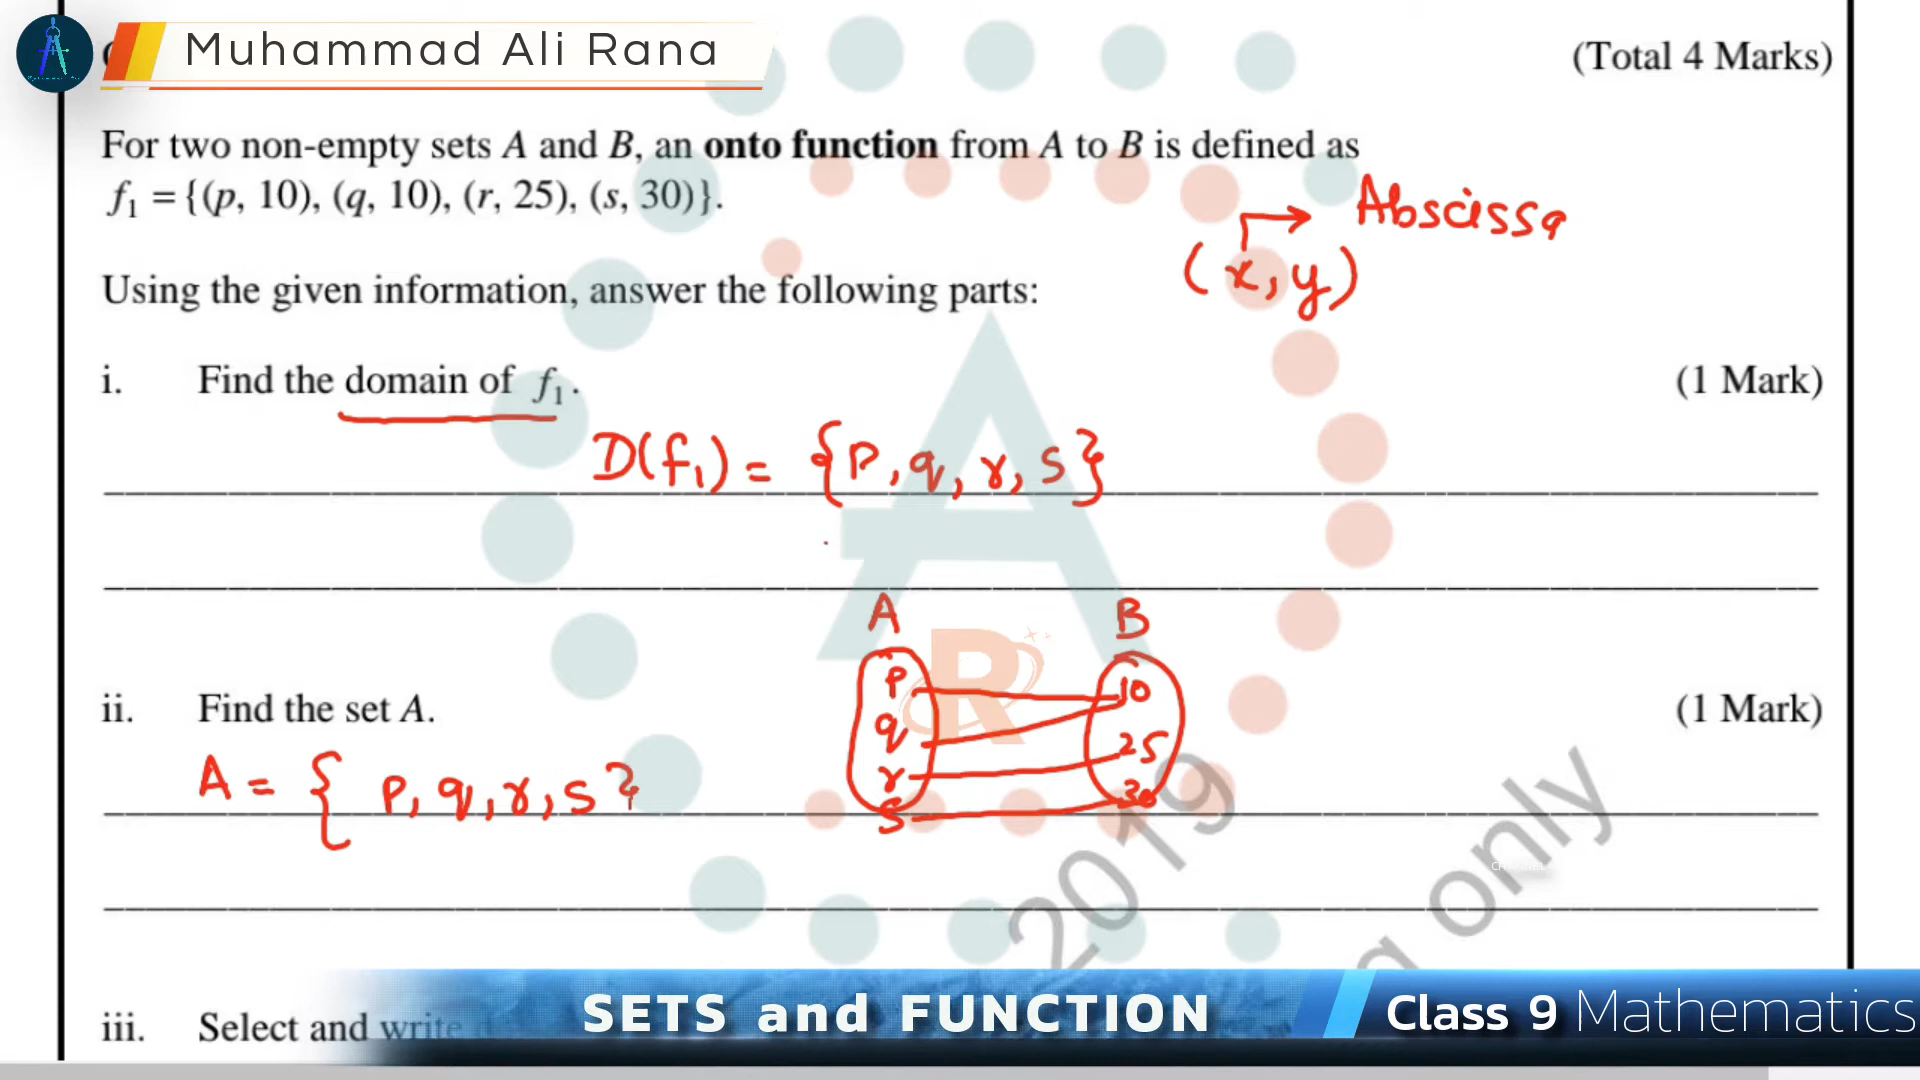 Muhammad Ali Rana
(Total 4 Marks)
For two non-empty sets A and B, an onto function from A to B is defined as
f₁ = {(p, 10), (q, 10), (r, 25), (s, 30)}.
Abscissa
(x, y)
Using the given information, answer the following parts:
i. Find the domain of f₁. (1 Mark)
D(f₁) = {p, q, r, s}
A B
R
p 10
q 25
r 30
s
ii. Find the set A. (1 Mark)
A = { p, q, r, s }
2019
only
iii. Select and write
SETS and FUNCTION
Class 9 Mathematics